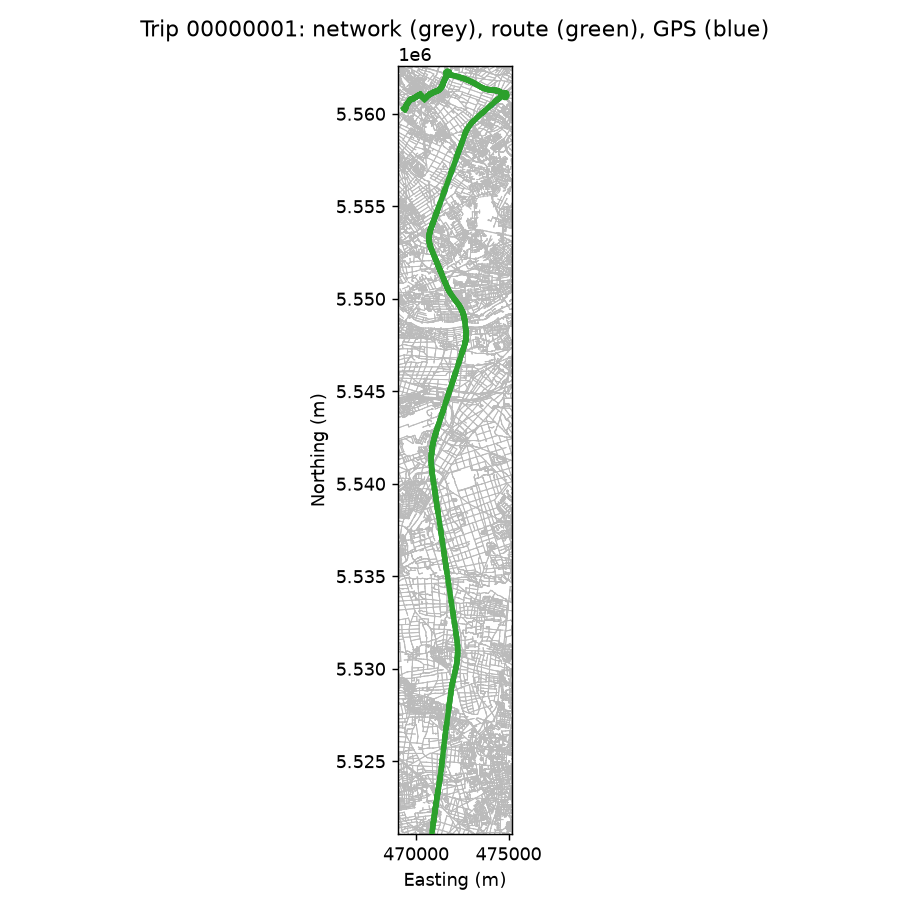 Trip 00000001: network (grey), route (green), GPS (blue)
1e6
5.560
5.555
5.550
5.545
5.540
5.535
5.530
5.525
Northing (m)
470000 475000
Easting (m)